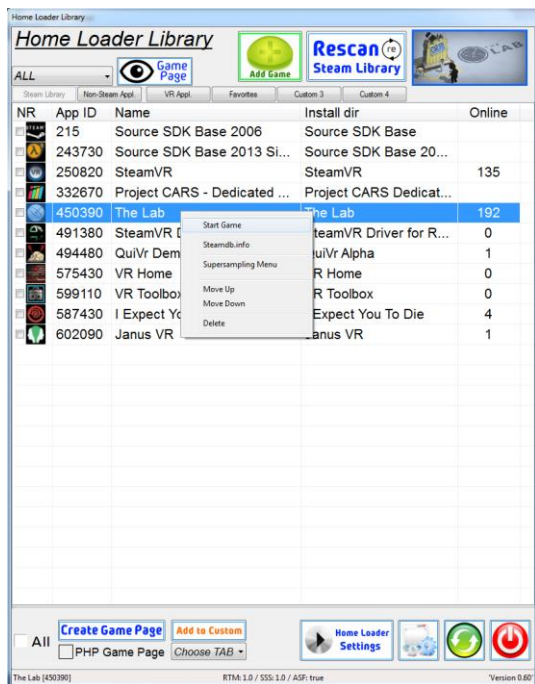 Home Loader Library
Home Loader Library
ALL
Game Page
Add Game
Rescan re
Steam Library
LAB
Steam Library Non-Steam Appl. VR Appl. Favorites Custom 3 Custom 4
NR App ID Name Install dir Online
STEAM 215 Source SDK Base 2006 Source SDK Base
243730 Source SDK Base 2013 Si... Source SDK Base 20...
VR 250820 SteamVR SteamVR 135
332670 Project CARS - Dedicated ... Project CARS Dedicat...
450390 The Lab The Lab 192
491380 SteamVR D SteamVR Driver for R... 0
494480 QuiVr Dem QuiVr Alpha 1
575430 VR Home VR Home 0
599110 VR Toolbox VR Toolbox 0
587430 I Expect Yo Expect You To Die 4
602090 Janus VR Janus VR 1
Start Game
Steamdb.info
Supersampling Menu
Move Up
Move Down
Delete
All
Create Game Page
Add to Custom
PHP Game Page
Choose TAB
Home Loader
Settings
The Lab [450390] RTM: 1.0 / SSS: 1.0 / ASF: true 'Version 0.60'